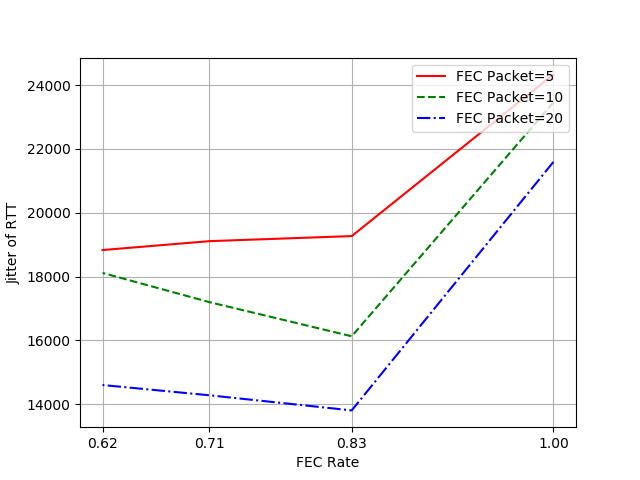 FEC Packet=5
FEC Packet=10
FEC Packet=20
24000
22000
20000
18000
16000
14000
Jitter of RTT
0.62 0.71 0.83 1.00
FEC Rate